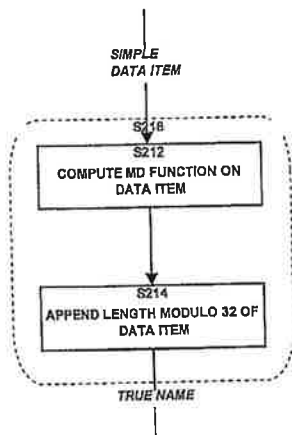 SIMPLE
DATA ITEM
S216
S212
COMPUTE MD FUNCTION ON
DATA ITEM
S214
APPEND LENGTH MODULO 32 OF
DATA ITEM
TRUE NAME